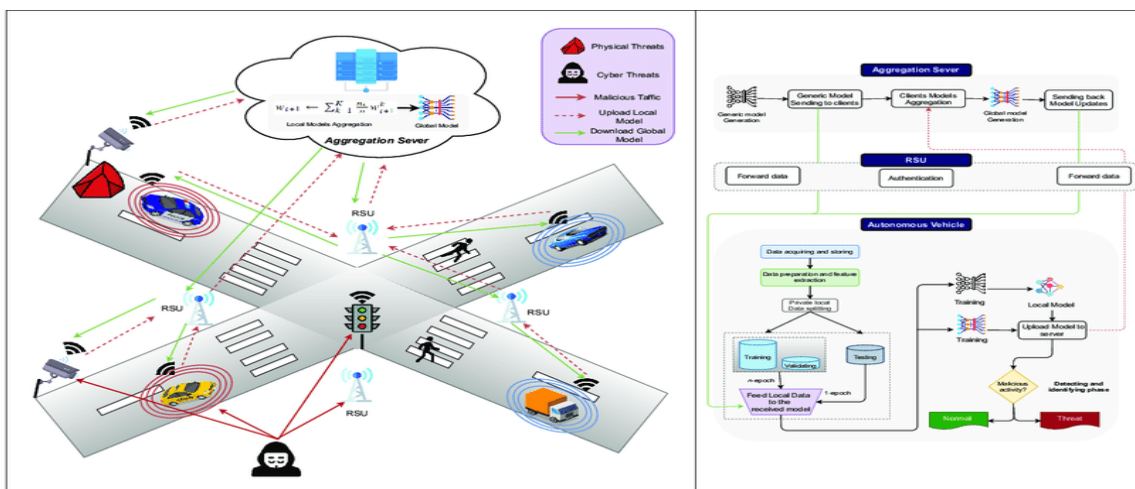 Physical Threats
Cyber Threats
Malicious Taffic
Upload Local
Model
Download Global
Model
Local Models Aggregation
Global Model
Aggregation Sever
RSU
RSU
RSU
RSU
Aggregation Sever
Generic model
Generation
Generic Model
Sending to clients
Clients Models
Aggregation
Global model
Generation
Sending back
Model Updates
RSU
Forward data
Authentication
Forward data
Autonomous Vehicle
Data acquiring and storing
Data preparation and feature
extraction
Private local
Data splitting
Training
Validating
Testing
n-epoch
1-epoch
Feed Local Data
to the
received model
Training
Local Model
Training
Upload Model to
server
Malicious
activity?
Detecting and
identifying phase
Normal
Threat